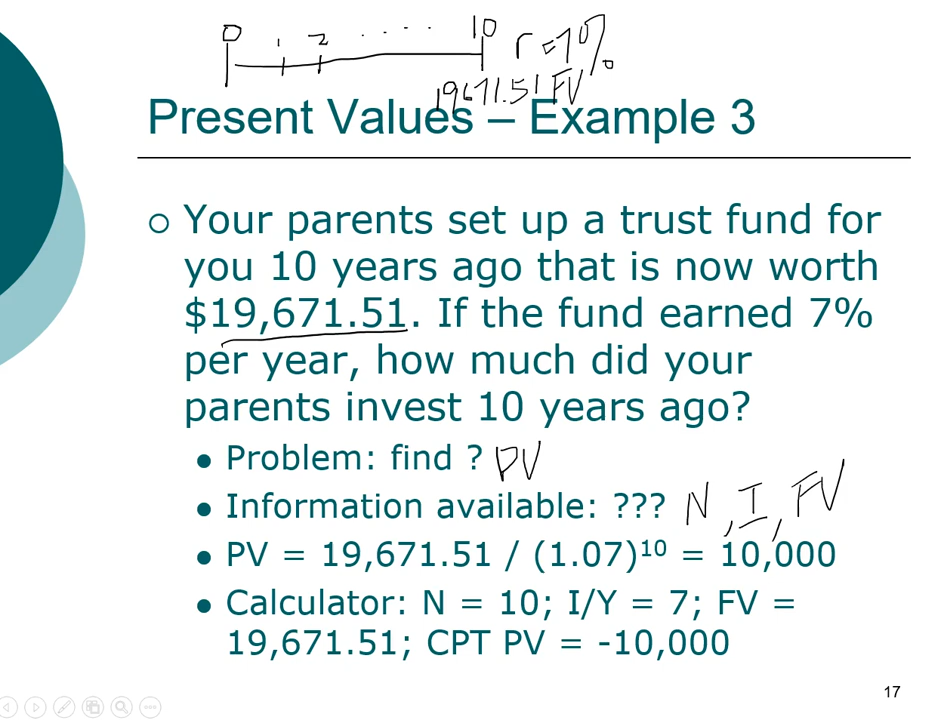 0 1 2 . . . . 10 r = 7%
19671.51 FV
Present Values – Example 3
Your parents set up a trust fund for
you 10 years ago that is now worth
$19,671.51. If the fund earned 7%
per year, how much did your
parents invest 10 years ago?
Problem: find ? PV
Information available: ??? N, I, FV
PV = 19,671.51 / (1.07)¹⁰ = 10,000
Calculator: N = 10; I/Y = 7; FV =
19,671.51; CPT PV = -10,000
17